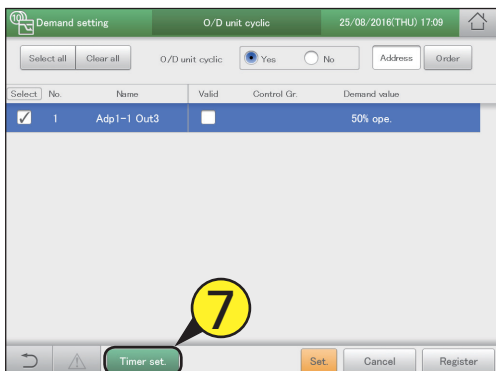 Demand setting O/D unit cyclic 25/08/2016(THU) 17:09
Select all Clear all O/D unit cyclic Yes No Address Order
Select No. Name Valid Control Gr. Demand value
1 Adp1-1 Out3 50% ope.
7
Timer set. Set. Cancel Register